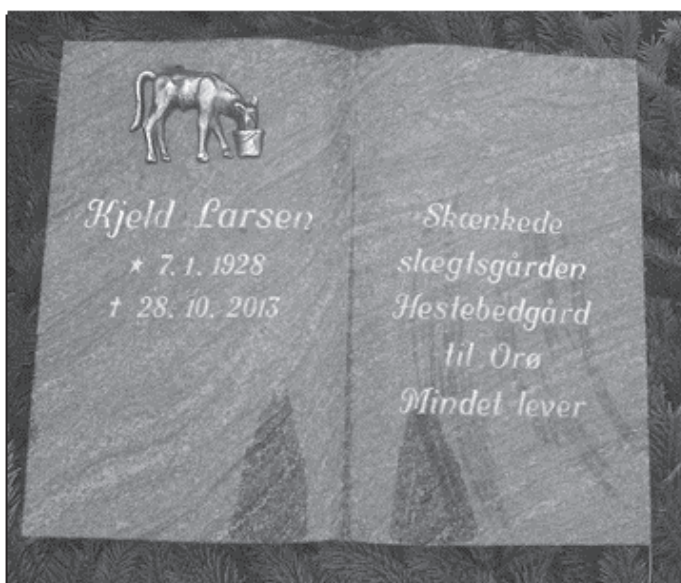 Kjeld Larsen
* 7. 1. 1928
† 28. 10. 2013
Skænkede
slægtsgården
Hestebedgård
til Orø
Mindet lever